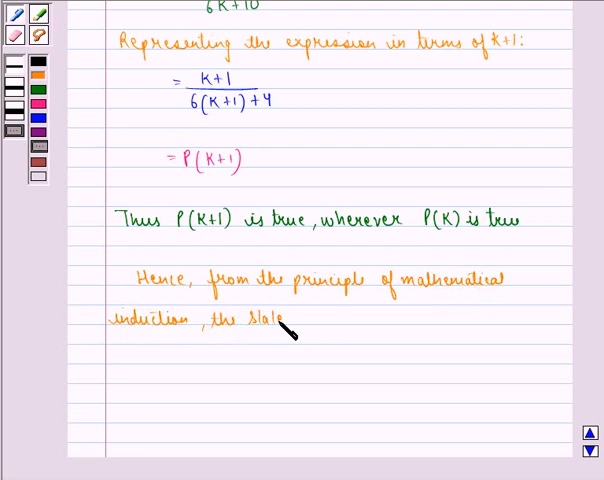 6K+10
Representing the expression in terms of K+1:
= K+1
6(K+1)+4
= P(K+1)
Thus P(K+1) is true, wherever P(K) is true
Hence, from the principle of mathematical
induction, the state